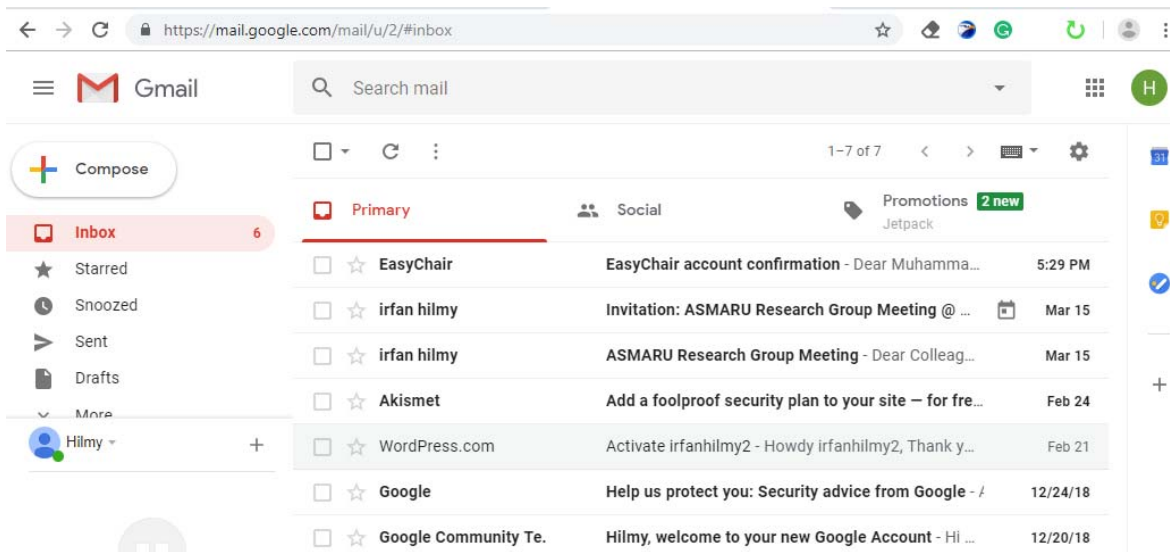 https://mail.google.com/mail/u/2/#inbox
Gmail
Search mail
H
Compose
1–7 of 7
31
Primary
Social
Promotions 2 new
Jetpack
Inbox 6
Starred
Snoozed
Sent
Drafts
More
Hilmy
EasyChair EasyChair account confirmation - Dear Muhamma... 5:29 PM
irfan hilmy Invitation: ASMARU Research Group Meeting @ ... Mar 15
irfan hilmy ASMARU Research Group Meeting - Dear Colleag... Mar 15
Akismet Add a foolproof security plan to your site — for fre... Feb 24
WordPress.com Activate irfanhilmy2 - Howdy irfanhilmy2, Thank y... Feb 21
Google Help us protect you: Security advice from Google - 12/24/18
Google Community Te. Hilmy, welcome to your new Google Account - Hi ... 12/20/18